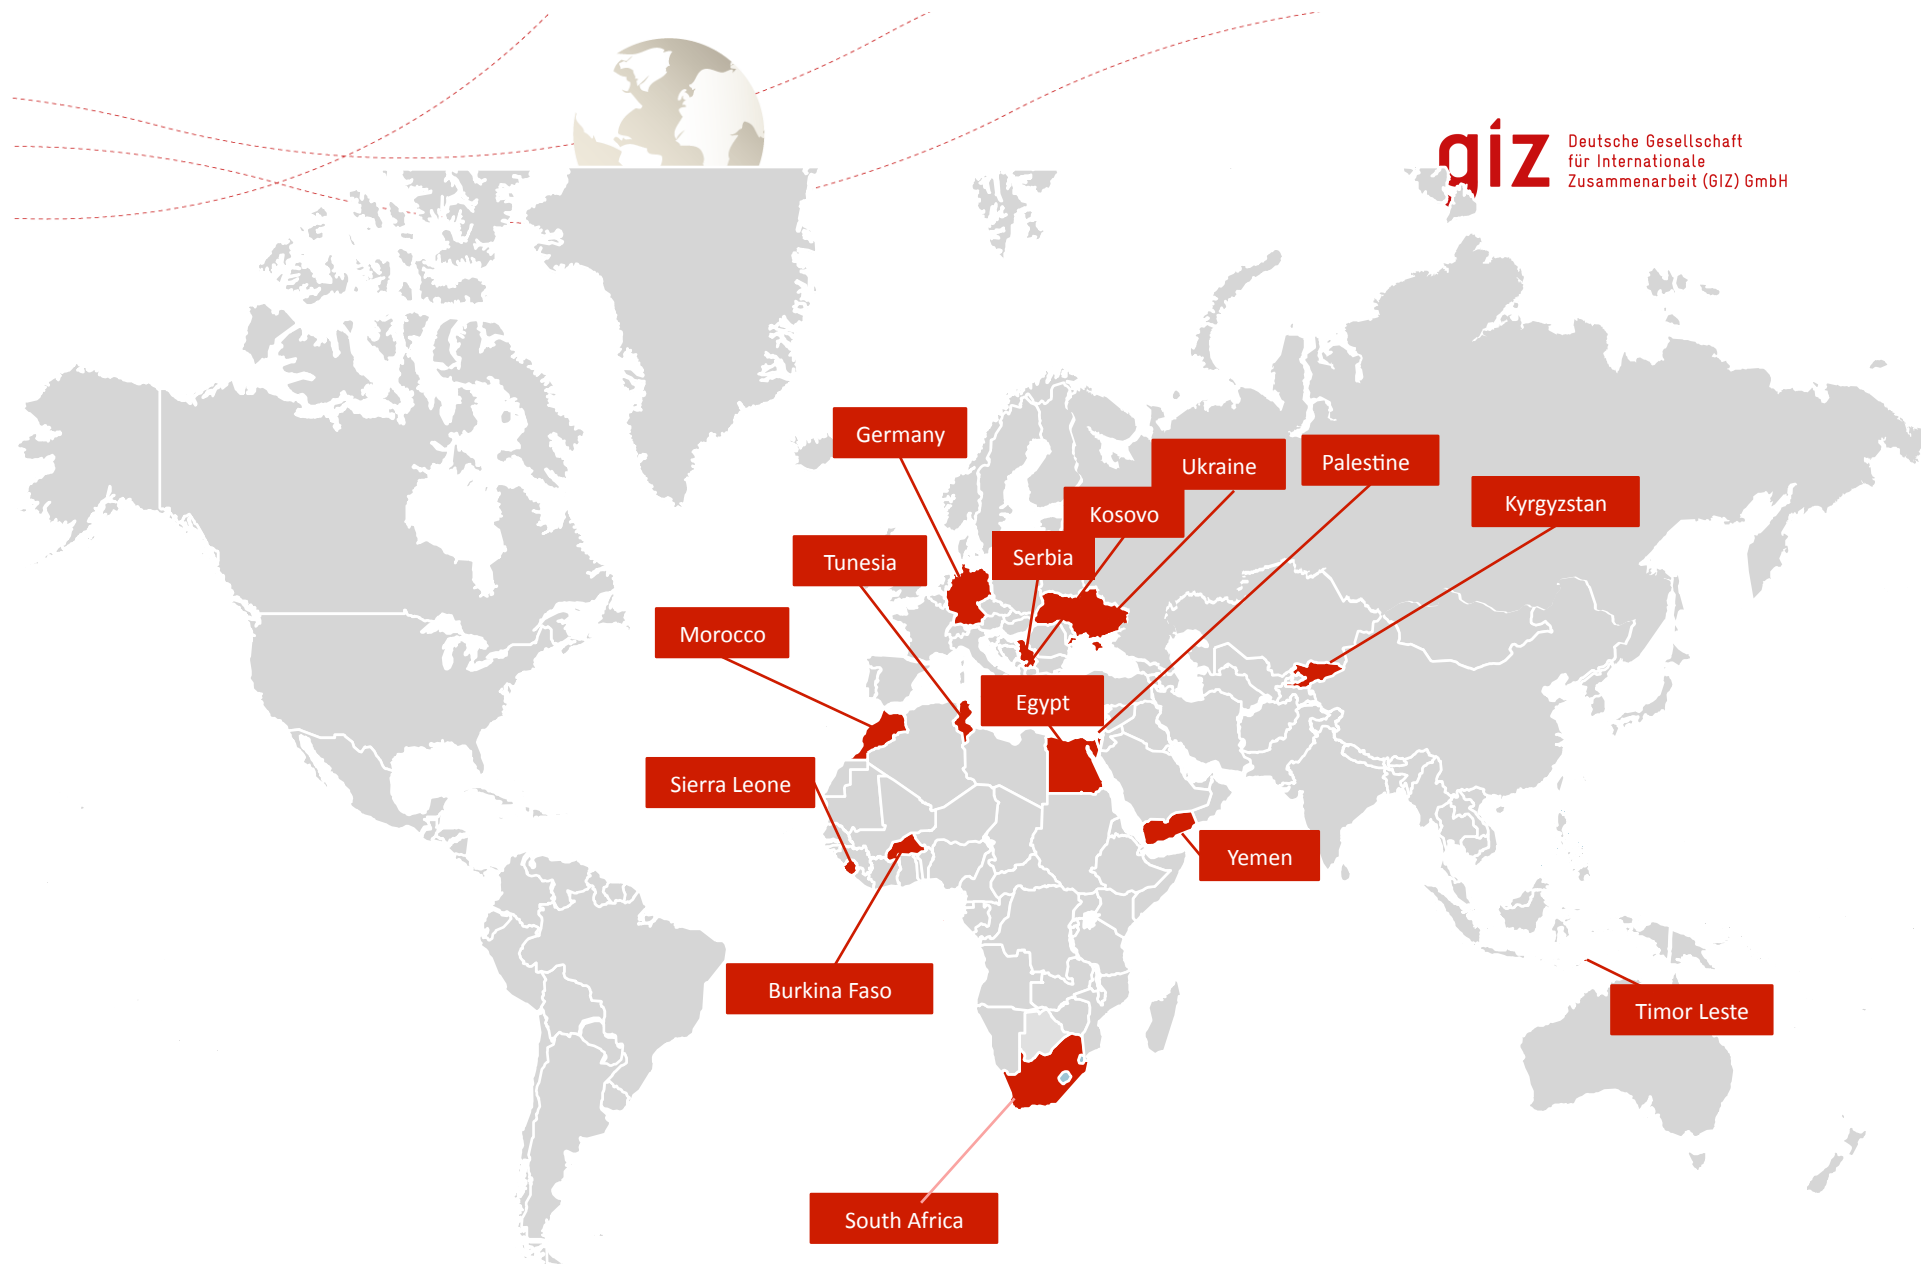 giz
Deutsche Gesellschaft
für Internationale
Zusammenarbeit (GIZ) GmbH
Germany
Ukraine
Palestine
Kyrgyzstan
Kosovo
Serbia
Tunesia
Morocco
Egypt
Sierra Leone
Yemen
Burkina Faso
Timor Leste
South Africa